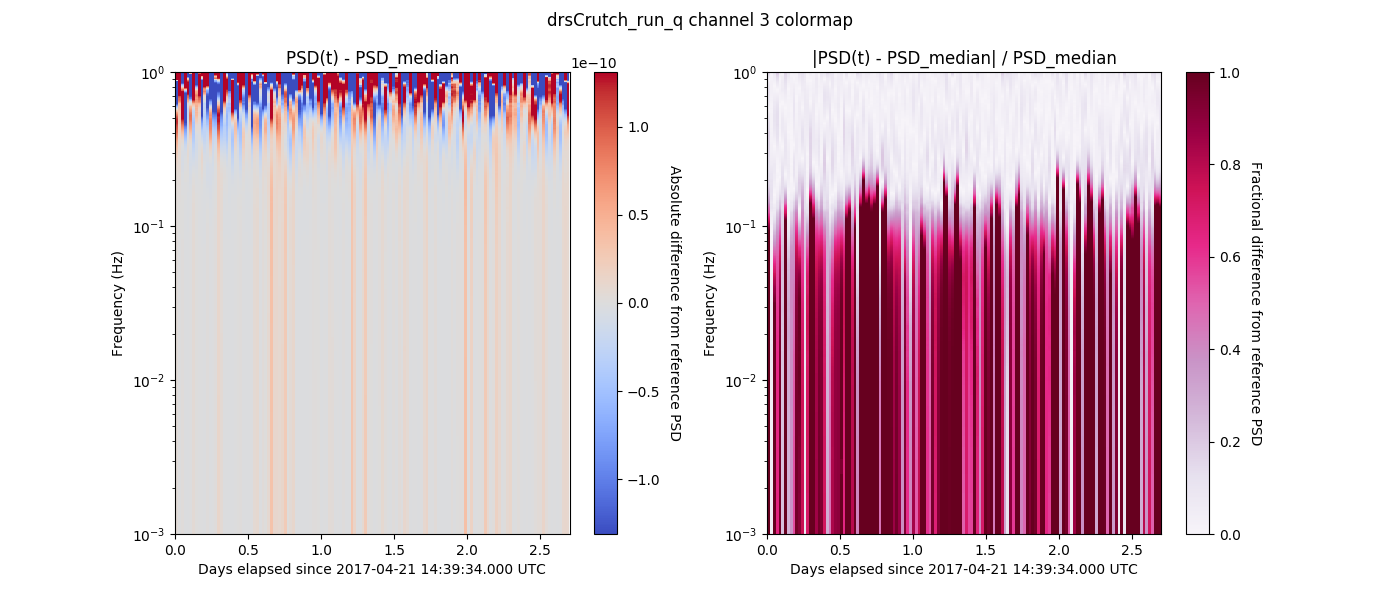 drsCrutch_run_q channel 3 colormap
PSD(t) - PSD_median
1e−10
10⁰
10⁻¹
10⁻²
10⁻³
Frequency (Hz)
0.0 0.5 1.0 1.5 2.0 2.5
Days elapsed since 2017-04-21 14:39:34.000 UTC
1.0
0.5
0.0
−0.5
−1.0
Absolute difference from reference PSD
|PSD(t) - PSD_median| / PSD_median
10⁰
10⁻¹
10⁻²
10⁻³
Frequency (Hz)
0.0 0.5 1.0 1.5 2.0 2.5
Days elapsed since 2017-04-21 14:39:34.000 UTC
1.0
0.8
0.6
0.4
0.2
0.0
Fractional difference from reference PSD